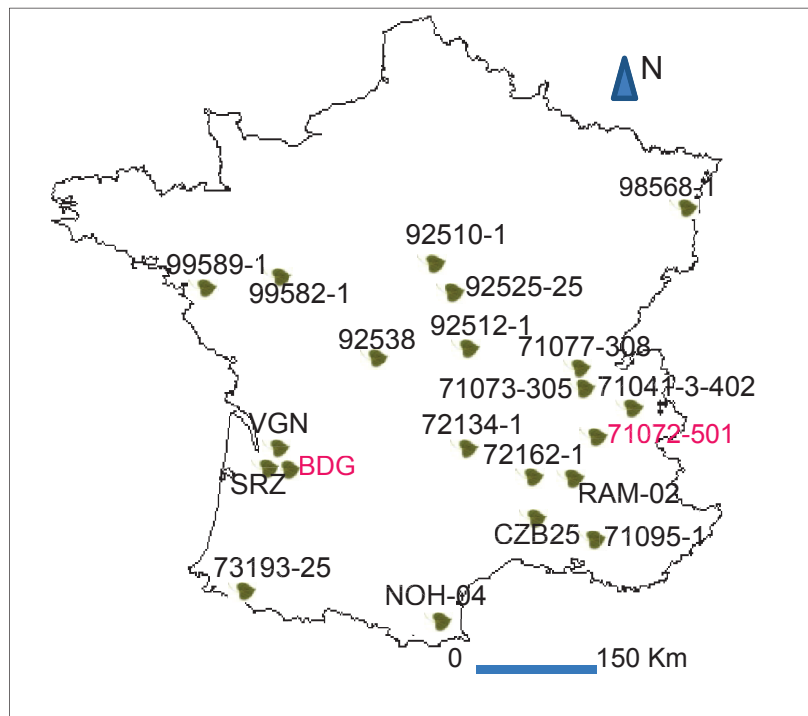 N
98568-1
92510-1
99589-1
99582-1
92525-25
92512-1
92538
71077-308
71073-305
71041-3-402
VGN
72134-1
71072-501
72162-1
BDG
SRZ
RAM-02
CZB25
71095-1
73193-25
NOH-04
0
150 Km